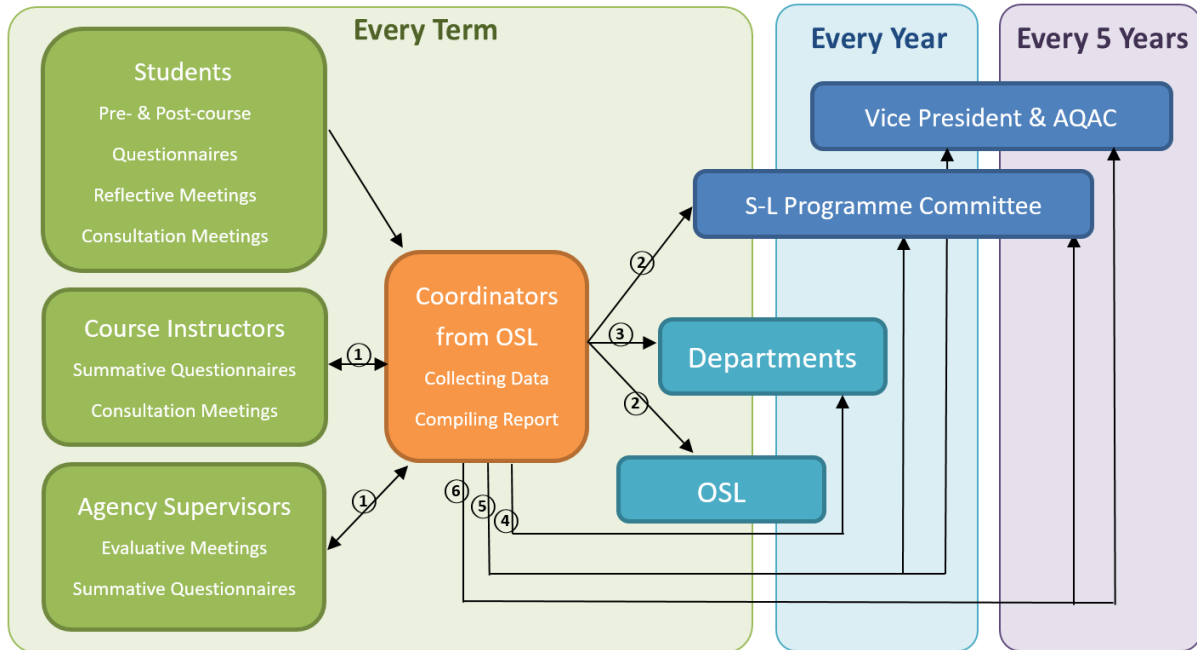 Every Term
Every Year
Every 5 Years
Students
Pre- & Post-course
Questionnaires
Reflective Meetings
Consultation Meetings
Course Instructors
Summative Questionnaires
Consultation Meetings
Agency Supervisors
Evaluative Meetings
Summative Questionnaires
①
①
Coordinators
from OSL
Collecting Data
Compiling Report
②
③
②
⑥
⑤
④
Vice President & AQAC
S-L Programme Committee
Departments
OSL